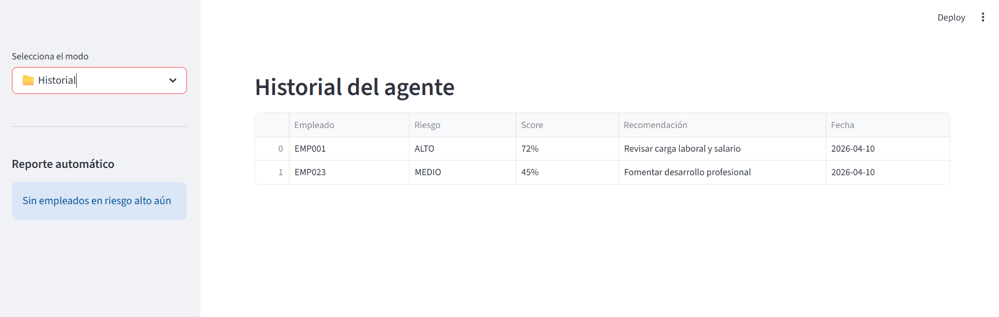 Deploy
Selecciona el modo
Historial
Reporte automático
Sin empleados en riesgo alto aún
Historial del agente
Empleado Riesgo Score Recomendación Fecha
0 EMP001 ALTO 72% Revisar carga laboral y salario 2026-04-10
1 EMP023 MEDIO 45% Fomentar desarrollo profesional 2026-04-10